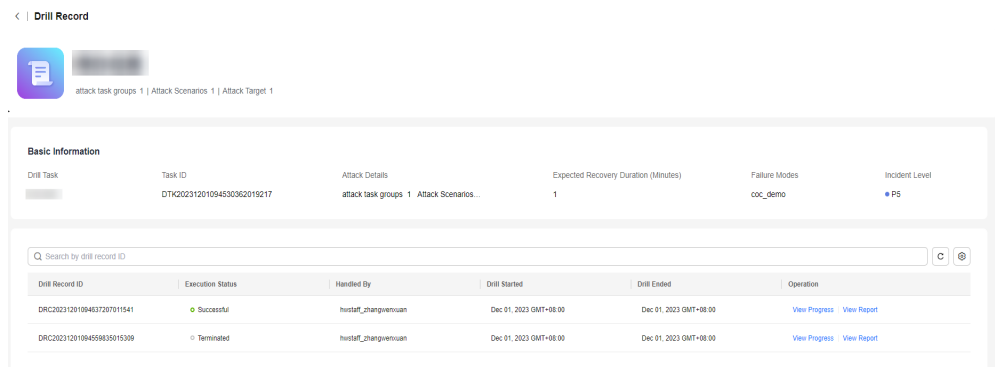 Drill Record
attack task groups 1 | Attack Scenarios 1 | Attack Target 1
Basic Information
Drill Task Task ID Attack Details Expected Recovery Duration (Minutes) Failure Modes Incident Level
DTK20231201094530362019217 attack task groups 1 Attack Scenarios... 1 coc_demo P5
Search by drill record ID
Drill Record ID Execution Status Handled By Drill Started Drill Ended Operation
DRC20231201094637207011541 Successful hwstaff_zhangwenxuan Dec 01, 2023 GMT+08:00 Dec 01, 2023 GMT+08:00 View Progress View Report
DRC20231201094559835015309 Terminated hwstaff_zhangwenxuan Dec 01, 2023 GMT+08:00 Dec 01, 2023 GMT+08:00 View Progress View Report